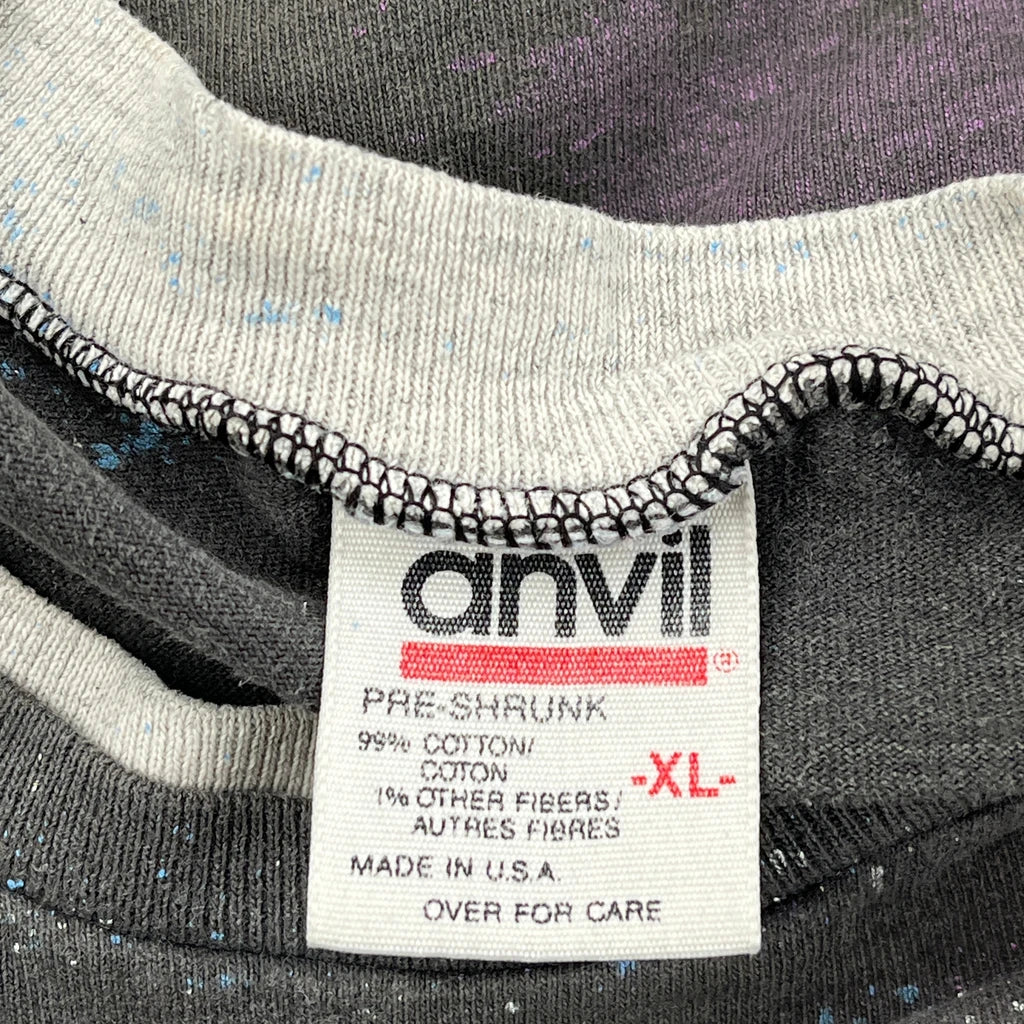 anvil ®
PRE-SHRUNK
99% COTTON/
COTON
-XL-
1% OTHER FIBERS/
AUTRES FIBRES
MADE IN U.S.A.
OVER FOR CARE